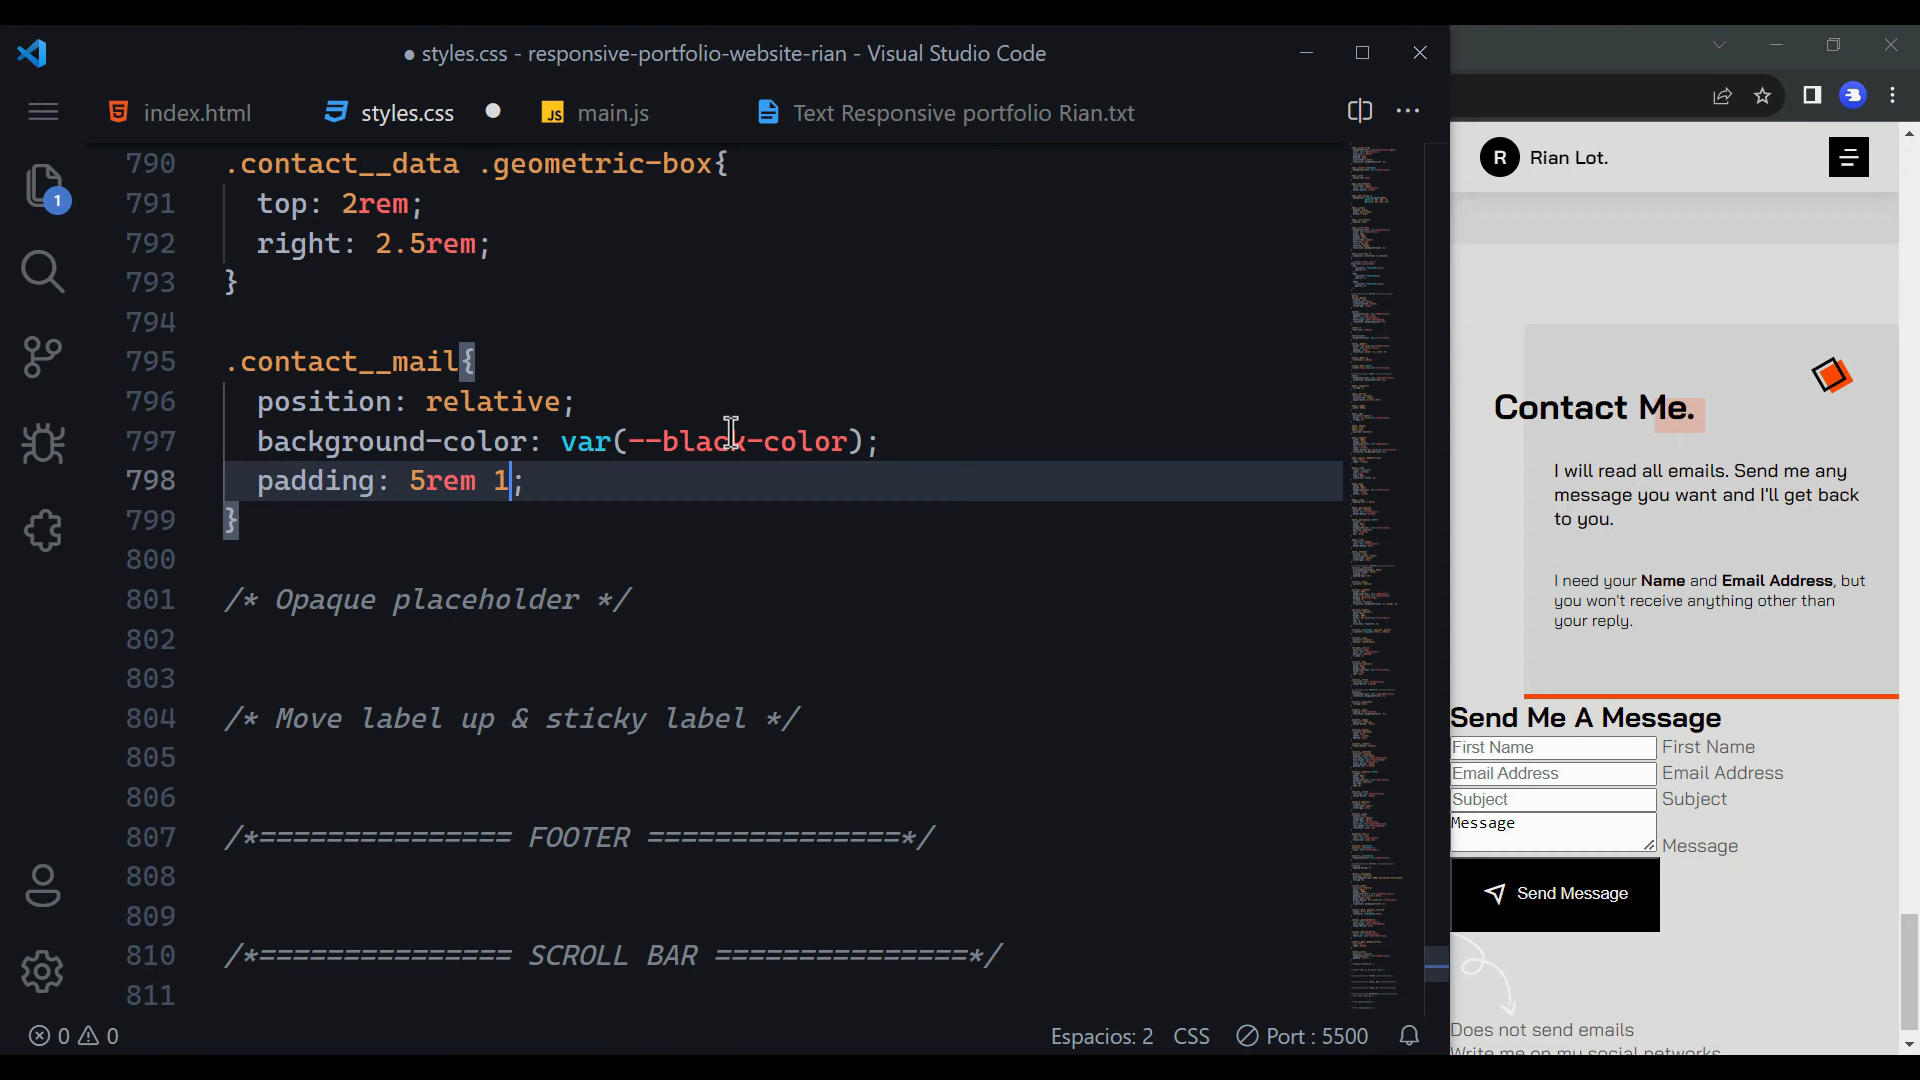 ● styles.css - responsive-portfolio-website-rian - Visual Studio Code
index.html
styles.css
JS main.js
Text Responsive portfolio Rian.txt
1
790 .contact__data .geometric-box{
791 top: 2rem;
792 right: 2.5rem;
793 }
794
795 .contact__mail{
796 position: relative;
797 background-color: var(--black-color);
798 padding: 5rem 1;
799 }
800
801 /* Opaque placeholder */
802
803
804 /* Move label up & sticky label */
805
806
807 /*=============== FOOTER ===============*/
808
809
810 /*=============== SCROLL BAR ===============*/
811
0 0
Espacios: 2 CSS Port : 5500
R Rian Lot.
Contact Me.
I will read all emails. Send me any
message you want and I'll get back
to you.
I need your Name and Email Address, but
you won't receive anything other than
your reply.
Send Me A Message
First Name First Name
Email Address Email Address
Subject Subject
Message Message
Send Message
Does not send emails
Write me on my social networks